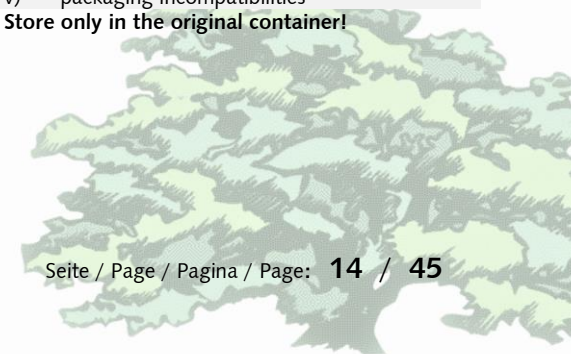 v) packaging incompatibilities
Store only in the original container!
Seite / Page / Pagina / Page: 14 / 45